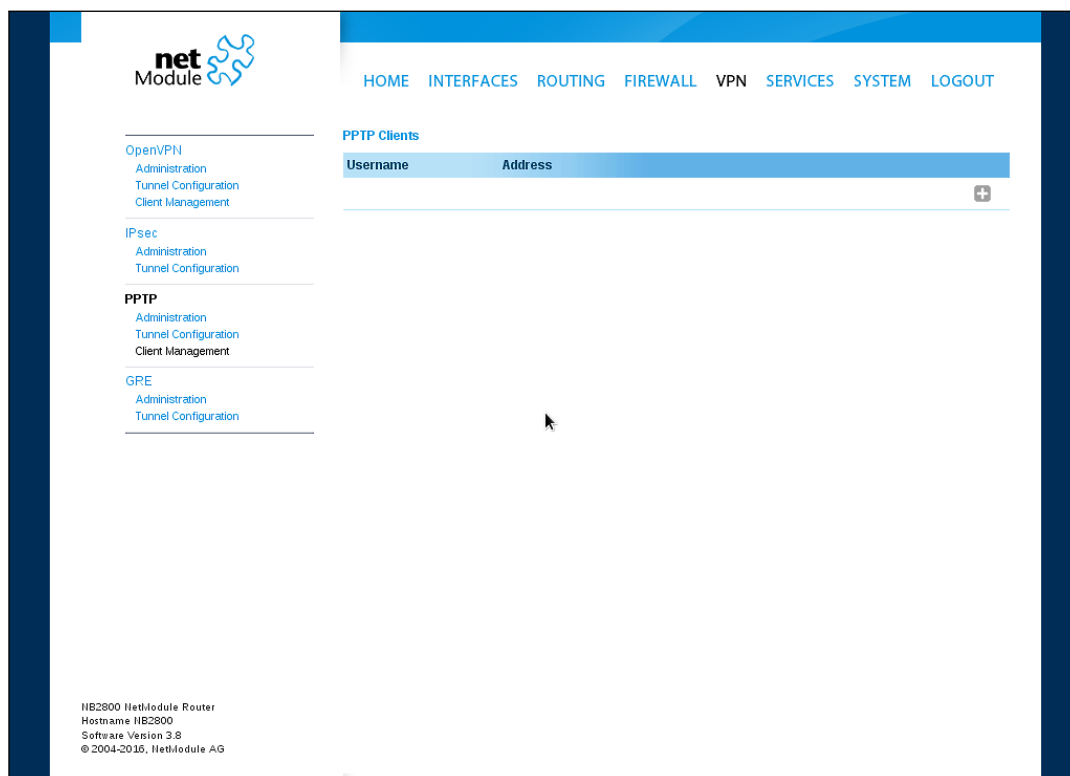 net
Module
HOME INTERFACES ROUTING FIREWALL VPN SERVICES SYSTEM LOGOUT
OpenVPN
Administration
Tunnel Configuration
Client Management
IPsec
Administration
Tunnel Configuration
PPTP
Administration
Tunnel Configuration
Client Management
GRE
Administration
Tunnel Configuration
PPTP Clients
Username Address
NB2800 NetModule Router
Hostname NB2800
Software Version 3.8
© 2004-2016, NetModule AG